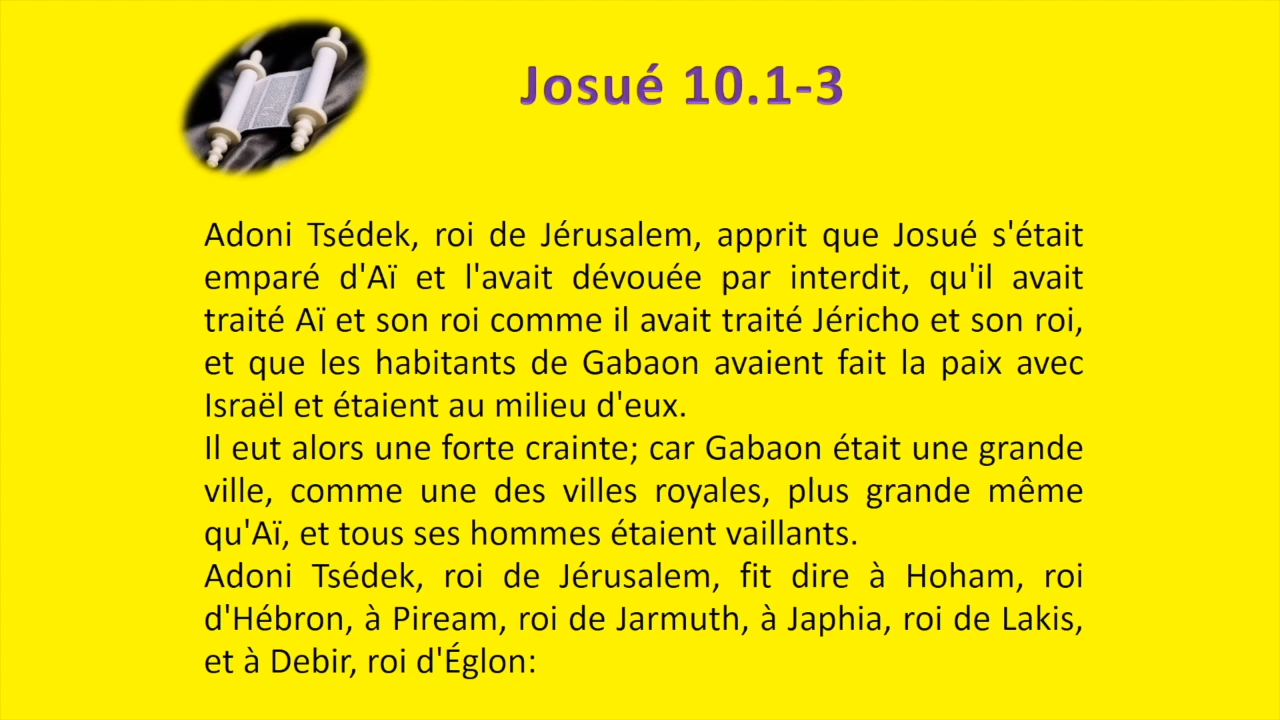 Josué 10.1-3
Adoni Tsédek, roi de Jérusalem, apprit que Josué s'était
emparé d'Aï et l'avait dévouée par interdit, qu'il avait
traité Aï et son roi comme il avait traité Jéricho et son roi,
et que les habitants de Gabaon avaient fait la paix avec
Israël et étaient au milieu d'eux.
Il eut alors une forte crainte; car Gabaon était une grande
ville, comme une des villes royales, plus grande même
qu'Aï, et tous ses hommes étaient vaillants.
Adoni Tsédek, roi de Jérusalem, fit dire à Hoham, roi
d'Hébron, à Piream, roi de Jarmuth, à Japhia, roi de Lakis,
et à Debir, roi d'Églon: